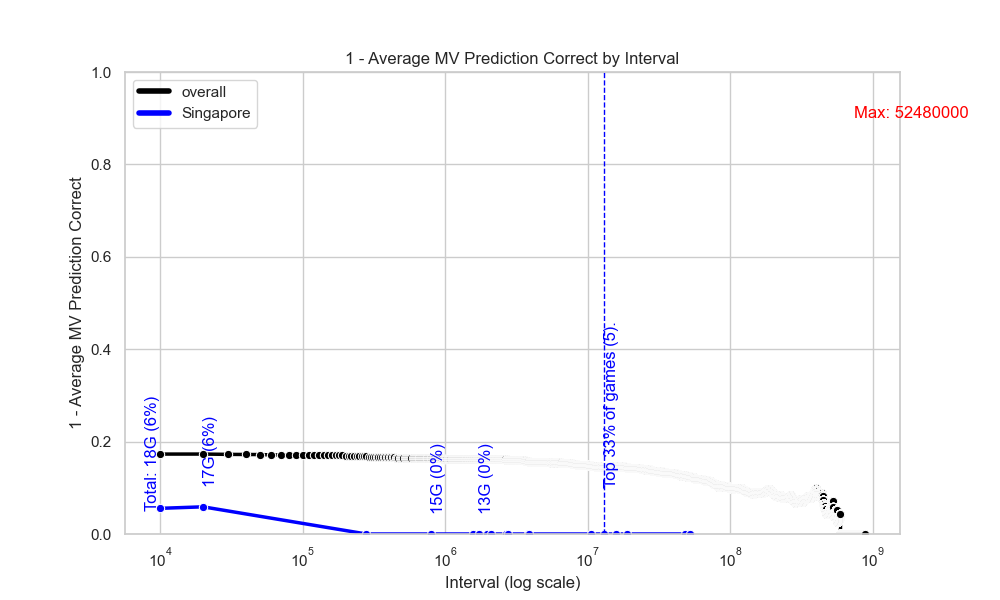 1 - Average MV Prediction Correct by Interval
overall
Singapore
Max: 52480000
1 - Average MV Prediction Correct
1.0
0.8
0.6
0.4
0.2
0.0
Total: 18G (6%)
17G (6%)
15G (0%)
13G (0%)
Top 33% of games (5).
10^4
10^5
10^6
10^7
10^8
10^9
Interval (log scale)